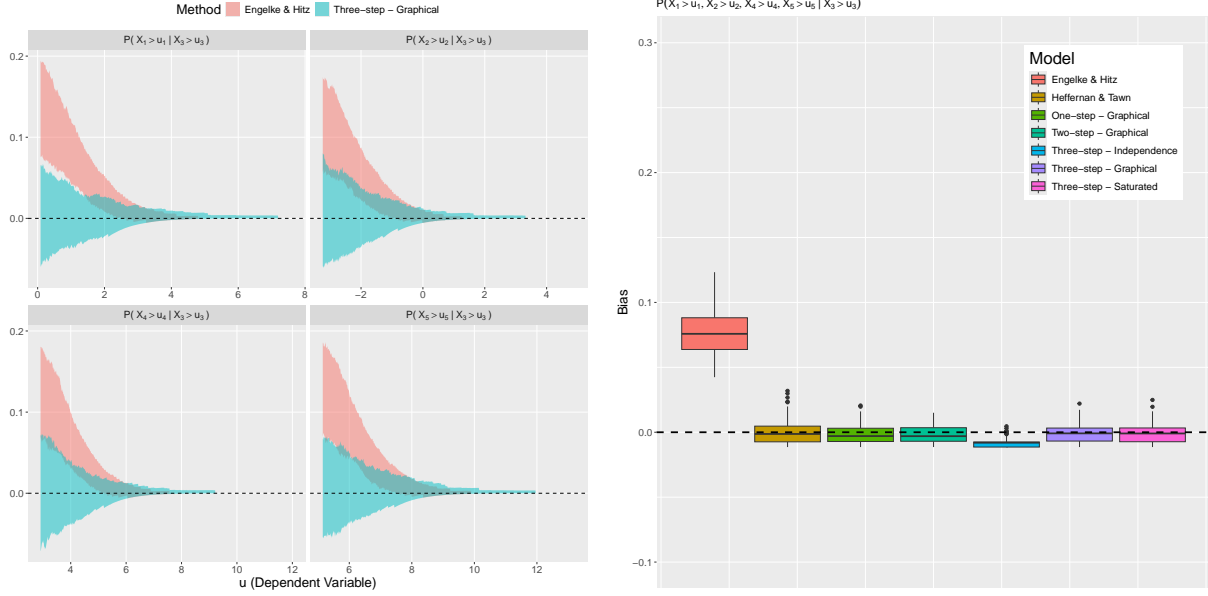 Method Engelke & Hitz Three-step − Graphical
P( X₁ > u₁ | X₃ > u₃ ) P( X₂ > u₂ | X₃ > u₃ )
0.2
0.1
0.0
0 2 4 6 8 −2 0 2 4
P( X₄ > u₄ | X₃ > u₃ ) P( X₅ > u₅ | X₃ > u₃ )
0.2
0.1
0.0
4 6 8 10 12 6 8 10 12
u (Dependent Variable)
P(X₁ > u₁, X₂ > u₂, X₄ > u₄, X₅ > u₅ | X₃ > u₃)
0.3
0.2
0.1
0.0
−0.1
Bias
Model
Engelke & Hitz
Heffernan & Tawn
One−step − Graphical
Two−step − Graphical
Three−step − Independence
Three−step − Graphical
Three−step − Saturated